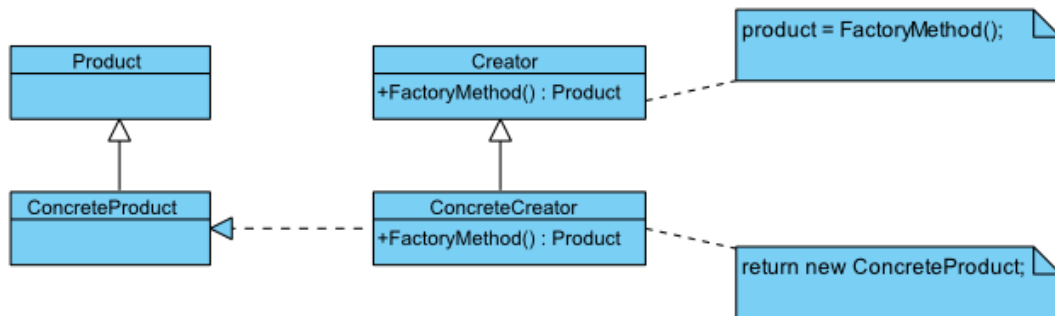 Product
Creator
+FactoryMethod() : Product
product = FactoryMethod();
ConcreteProduct
ConcreteCreator
+FactoryMethod() : Product
return new ConcreteProduct;